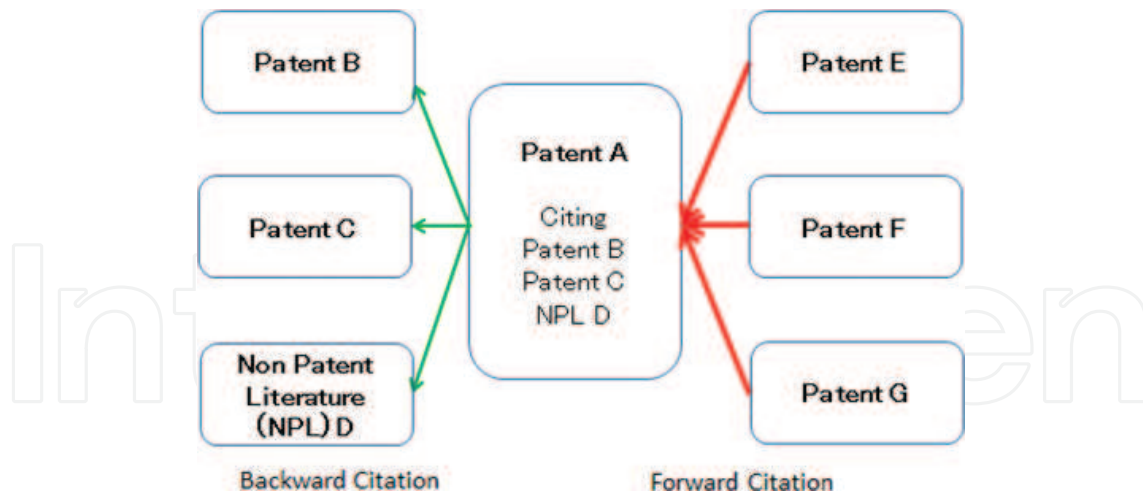 Patent B
Patent C
Non Patent
Literature
(NPL) D
Backward Citation
Patent A
Citing
Patent B
Patent C
NPL D
Patent E
Patent F
Patent G
Forward Citation